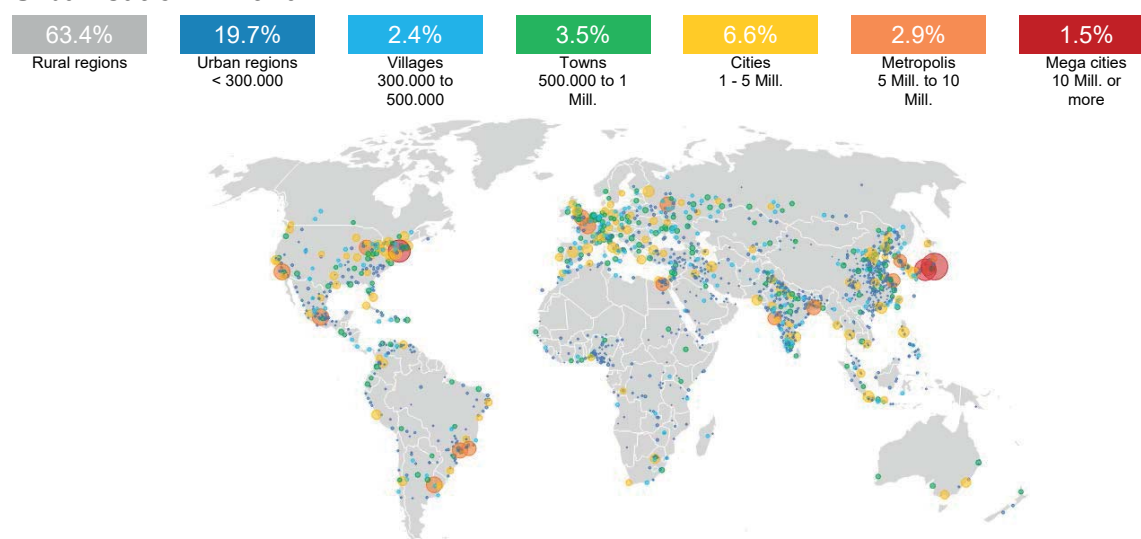 63.4% 19.7% 2.4% 3.5% 6.6% 2.9% 1.5%
Rural regions
Urban regions
< 300.000
Villages
300.000 to
500.000
Towns
500.000 to 1
Mill.
Cities
1 - 5 Mill.
Metropolis
5 Mill. to 10
Mill.
Mega cities
10 Mill. or
more